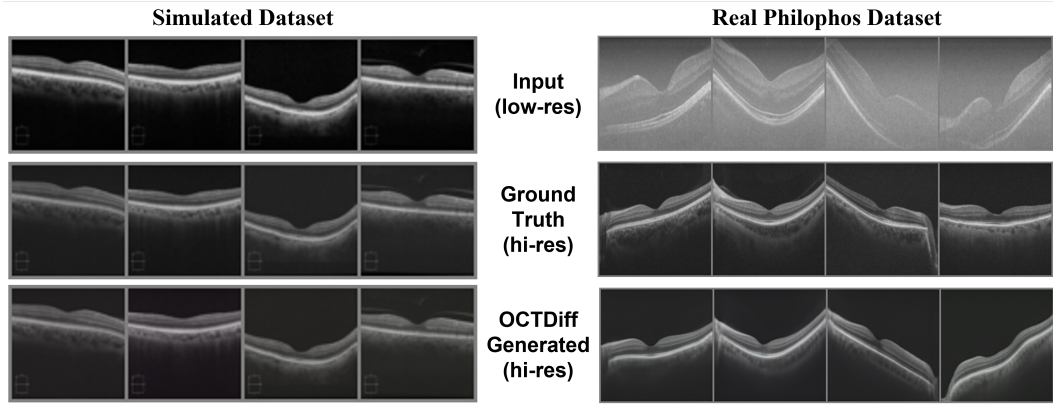 Simulated Dataset
Real Philophos Dataset
Input
(low-res)
Ground
Truth
(hi-res)
OCTDiff
Generated
(hi-res)